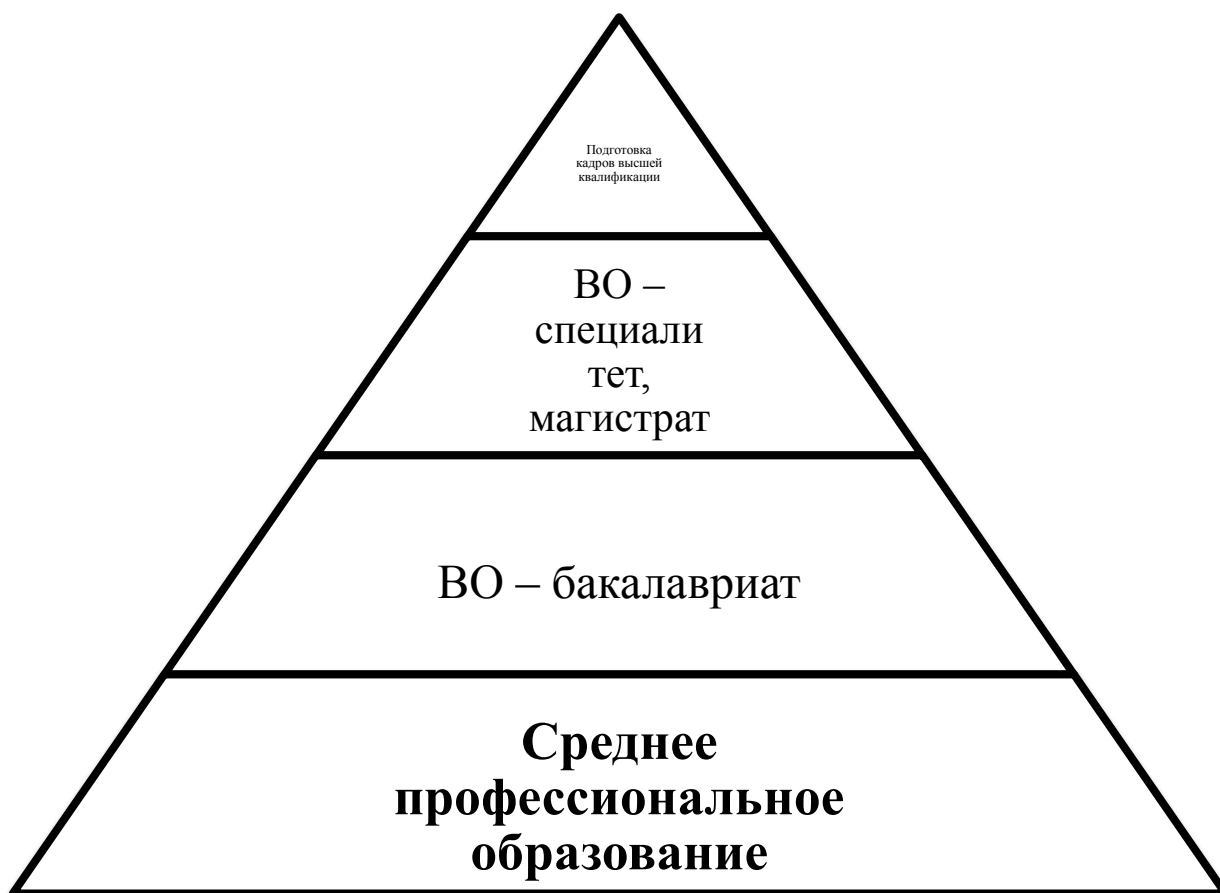 Подготовка
кадров высшей
квалификации
ВО –
специали
тет,
магистрат
ВО – бакалавриат
Среднее
профессиональное
образование